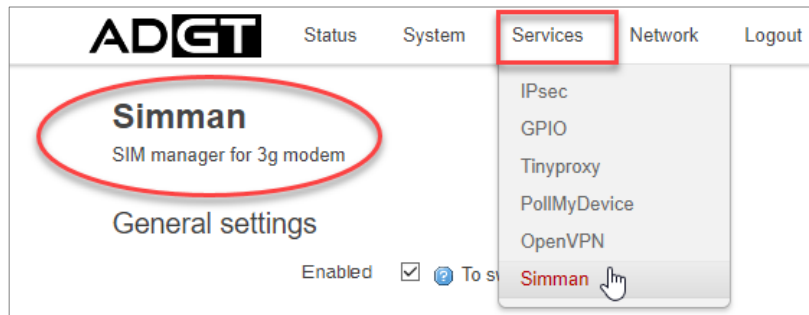 ADGT Status System Services Network Logout
Simman
SIM manager for 3g modem
General settings
Enabled To
IPsec
GPIO
Tinyproxy
PollMyDevice
OpenVPN
Simman